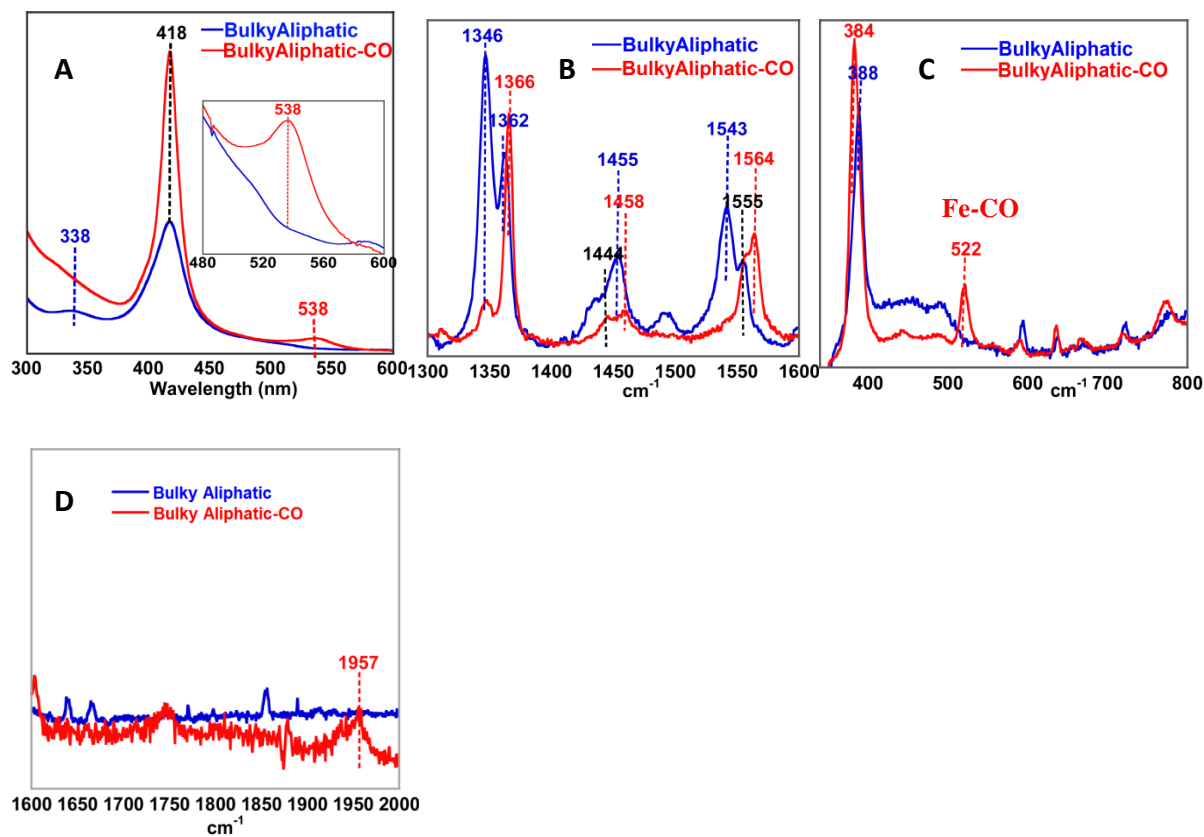 A
418
BulkyAliphatic
BulkyAliphatic-CO
538
480 520 560 600
338
538
300 350 400 450 500 550 600
Wavelength (nm)
B
1346
BulkyAliphatic
BulkyAliphatic-CO
1366
1362
1455
1458
1444
1543
1564
1555
1300 1350 1400 1450 1500 1550 1600
cm-1
C
384
388
BulkyAliphatic
BulkyAliphatic-CO
Fe-CO
522
400 500 600 700 800
cm-1
D
Bulky Aliphatic
Bulky Aliphatic-CO
1957
1600 1650 1700 1750 1800 1850 1900 1950 2000
cm-1